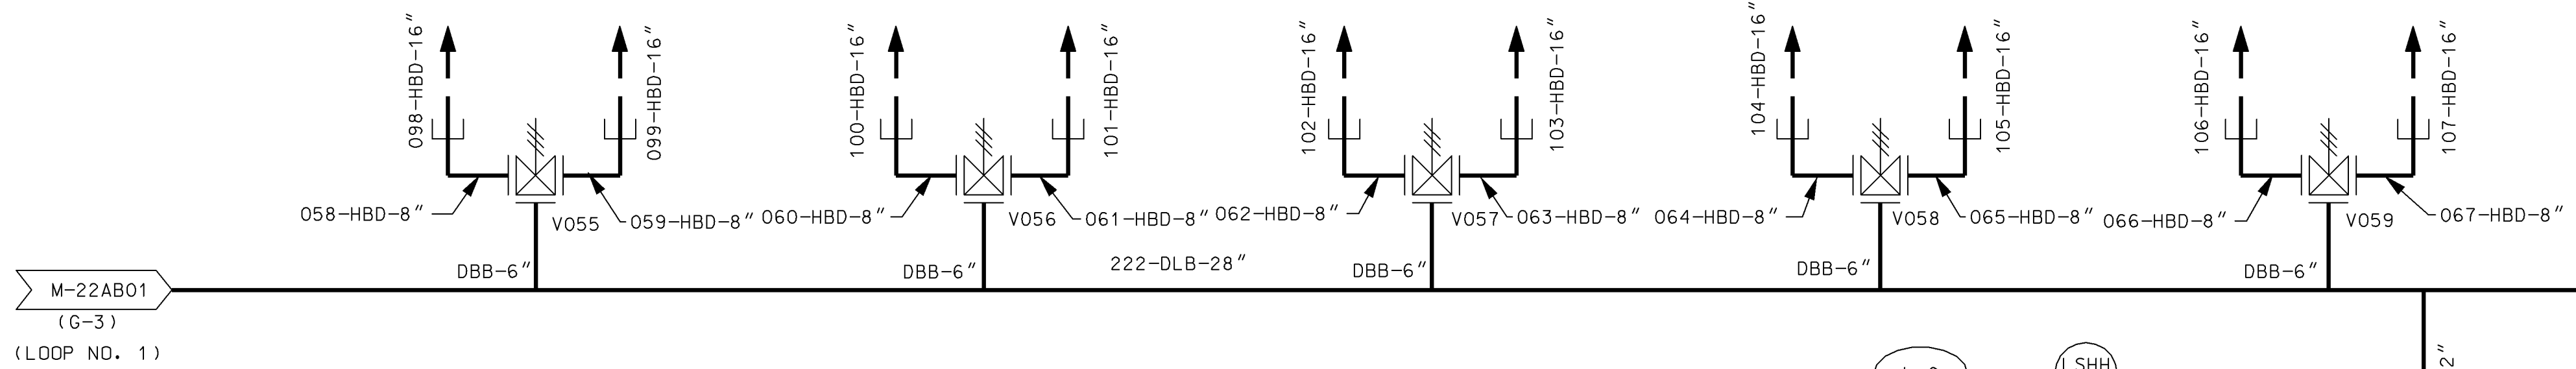 098-HBD-16"
099-HBD-16"
100-HBD-16"
101-HBD-16"
102-HBD-16"
103-HBD-16"
104-HBD-16"
105-HBD-16"
106-HBD-16"
107-HBD-16"
058-HBD-8"
V055
059-HBD-8"
060-HBD-8"
V056
061-HBD-8"
062-HBD-8"
V057
063-HBD-8"
064-HBD-8"
V058
065-HBD-8"
066-HBD-8"
V059
067-HBD-8"
DBB-6"
DBB-6"
222-DLB-28"
DBB-6"
DBB-6"
DBB-6"
M-22AB01
(G-3)
(LOOP NO. 1)
LSHH
2"